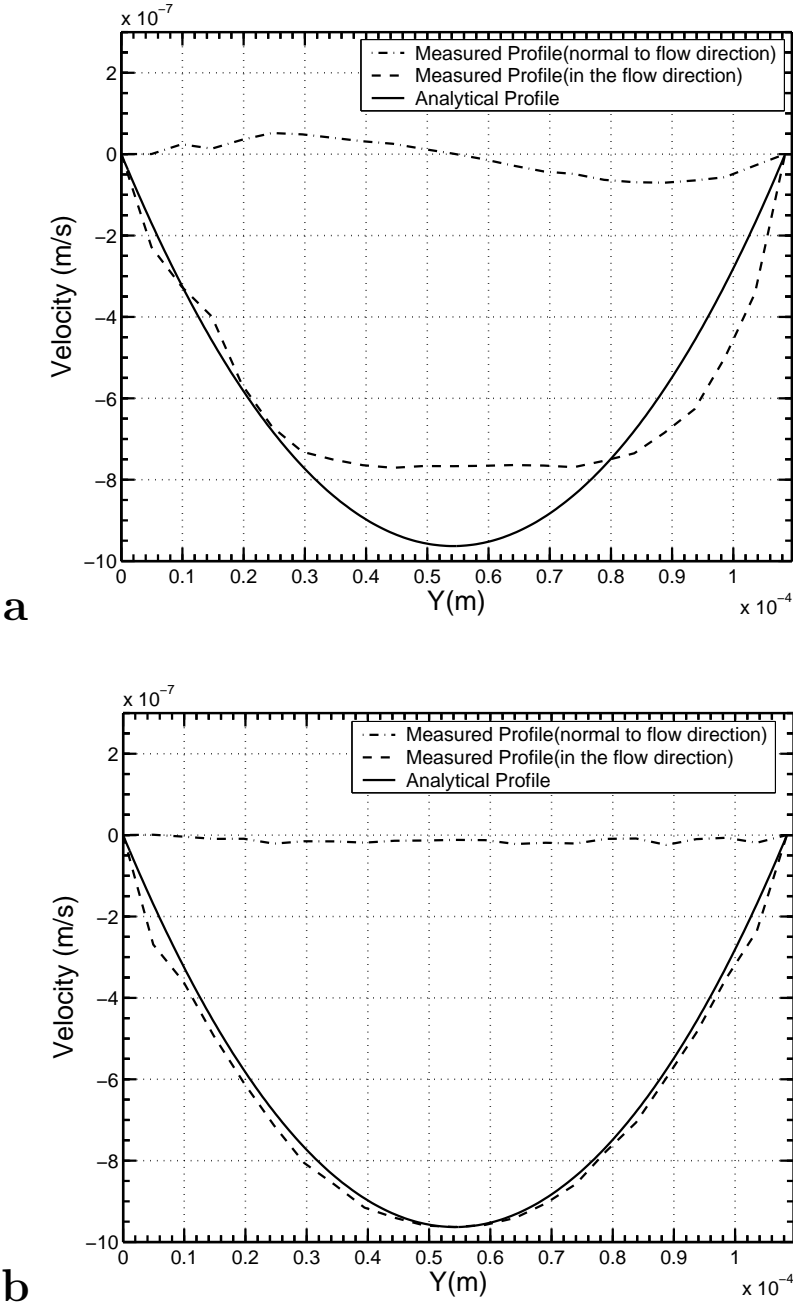 x 10⁻⁷
Measured Profile(normal to flow direction)
Measured Profile(in the flow direction)
Analytical Profile
2
0
−2
−4
−6
−8
−10
Velocity (m/s)
0 0.1 0.2 0.3 0.4 0.5 0.6 0.7 0.8 0.9 1
Y(m)
x 10⁻⁴
a
x 10⁻⁷
Measured Profile(normal to flow direction)
Measured Profile(in the flow direction)
Analytical Profile
2
0
−2
−4
−6
−8
−10
Velocity (m/s)
0 0.1 0.2 0.3 0.4 0.5 0.6 0.7 0.8 0.9 1
Y(m)
x 10⁻⁴
b